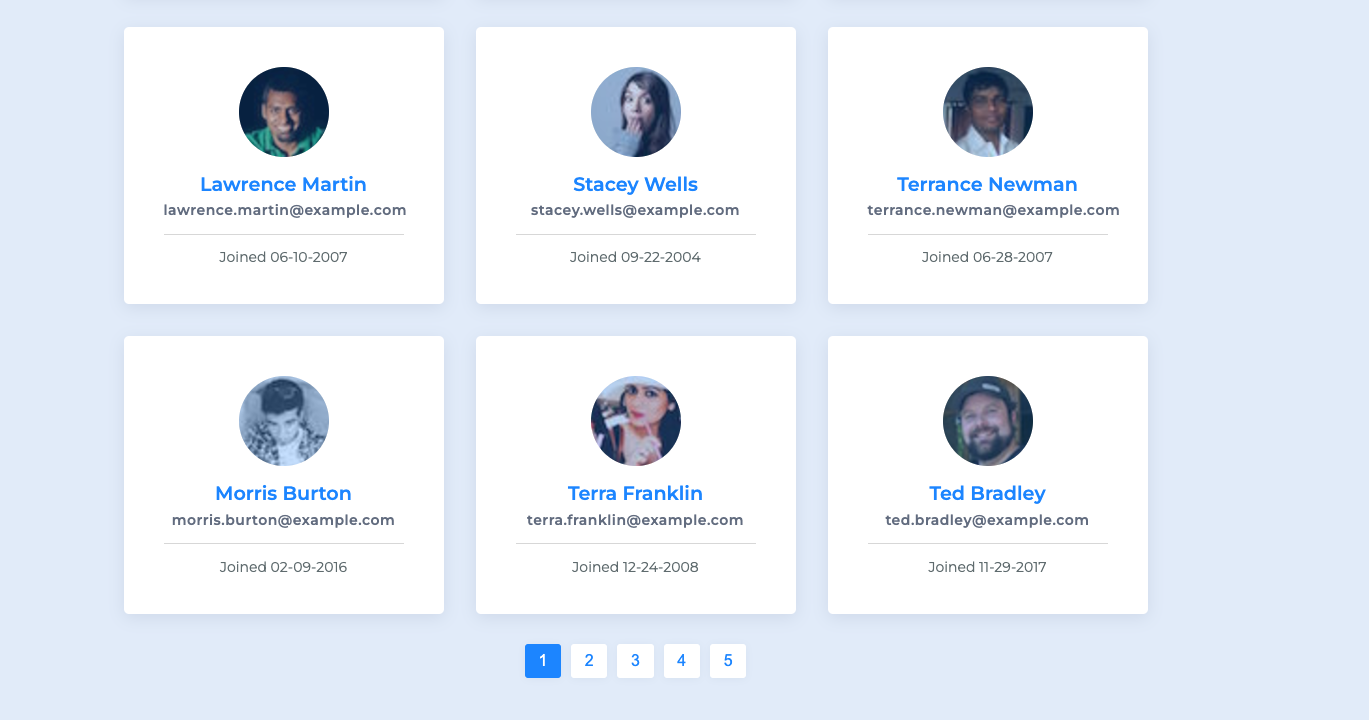 Lawrence Martin
lawrence.martin@example.com
Joined 06-10-2007
Stacey Wells
stacey.wells@example.com
Joined 09-22-2004
Terrance Newman
terrance.newman@example.com
Joined 06-28-2007
Morris Burton
morris.burton@example.com
Joined 02-09-2016
Terra Franklin
terra.franklin@example.com
Joined 12-24-2008
Ted Bradley
ted.bradley@example.com
Joined 11-29-2017
1 2 3 4 5